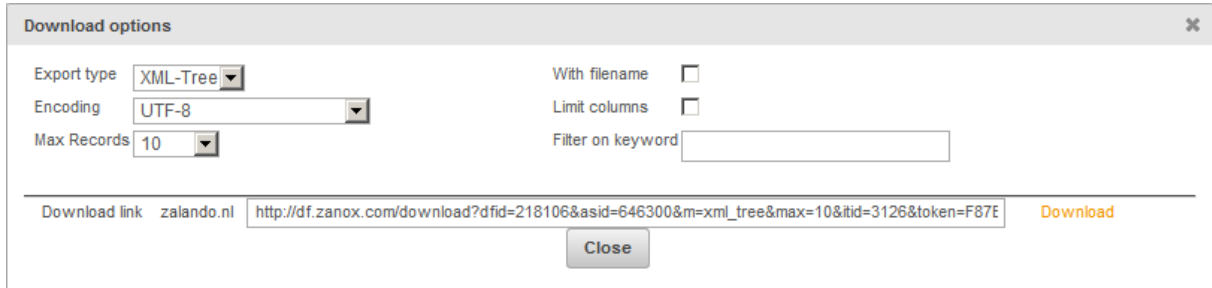 Download options
Export type XML-Tree With filename
Encoding UTF-8 Limit columns
Max Records 10 Filter on keyword
Download link zalando.nl http://df.zanox.com/download?dfid=218106&asid=646300&m=xml_tree&max=10&itid=3126&token=F87E Download
Close